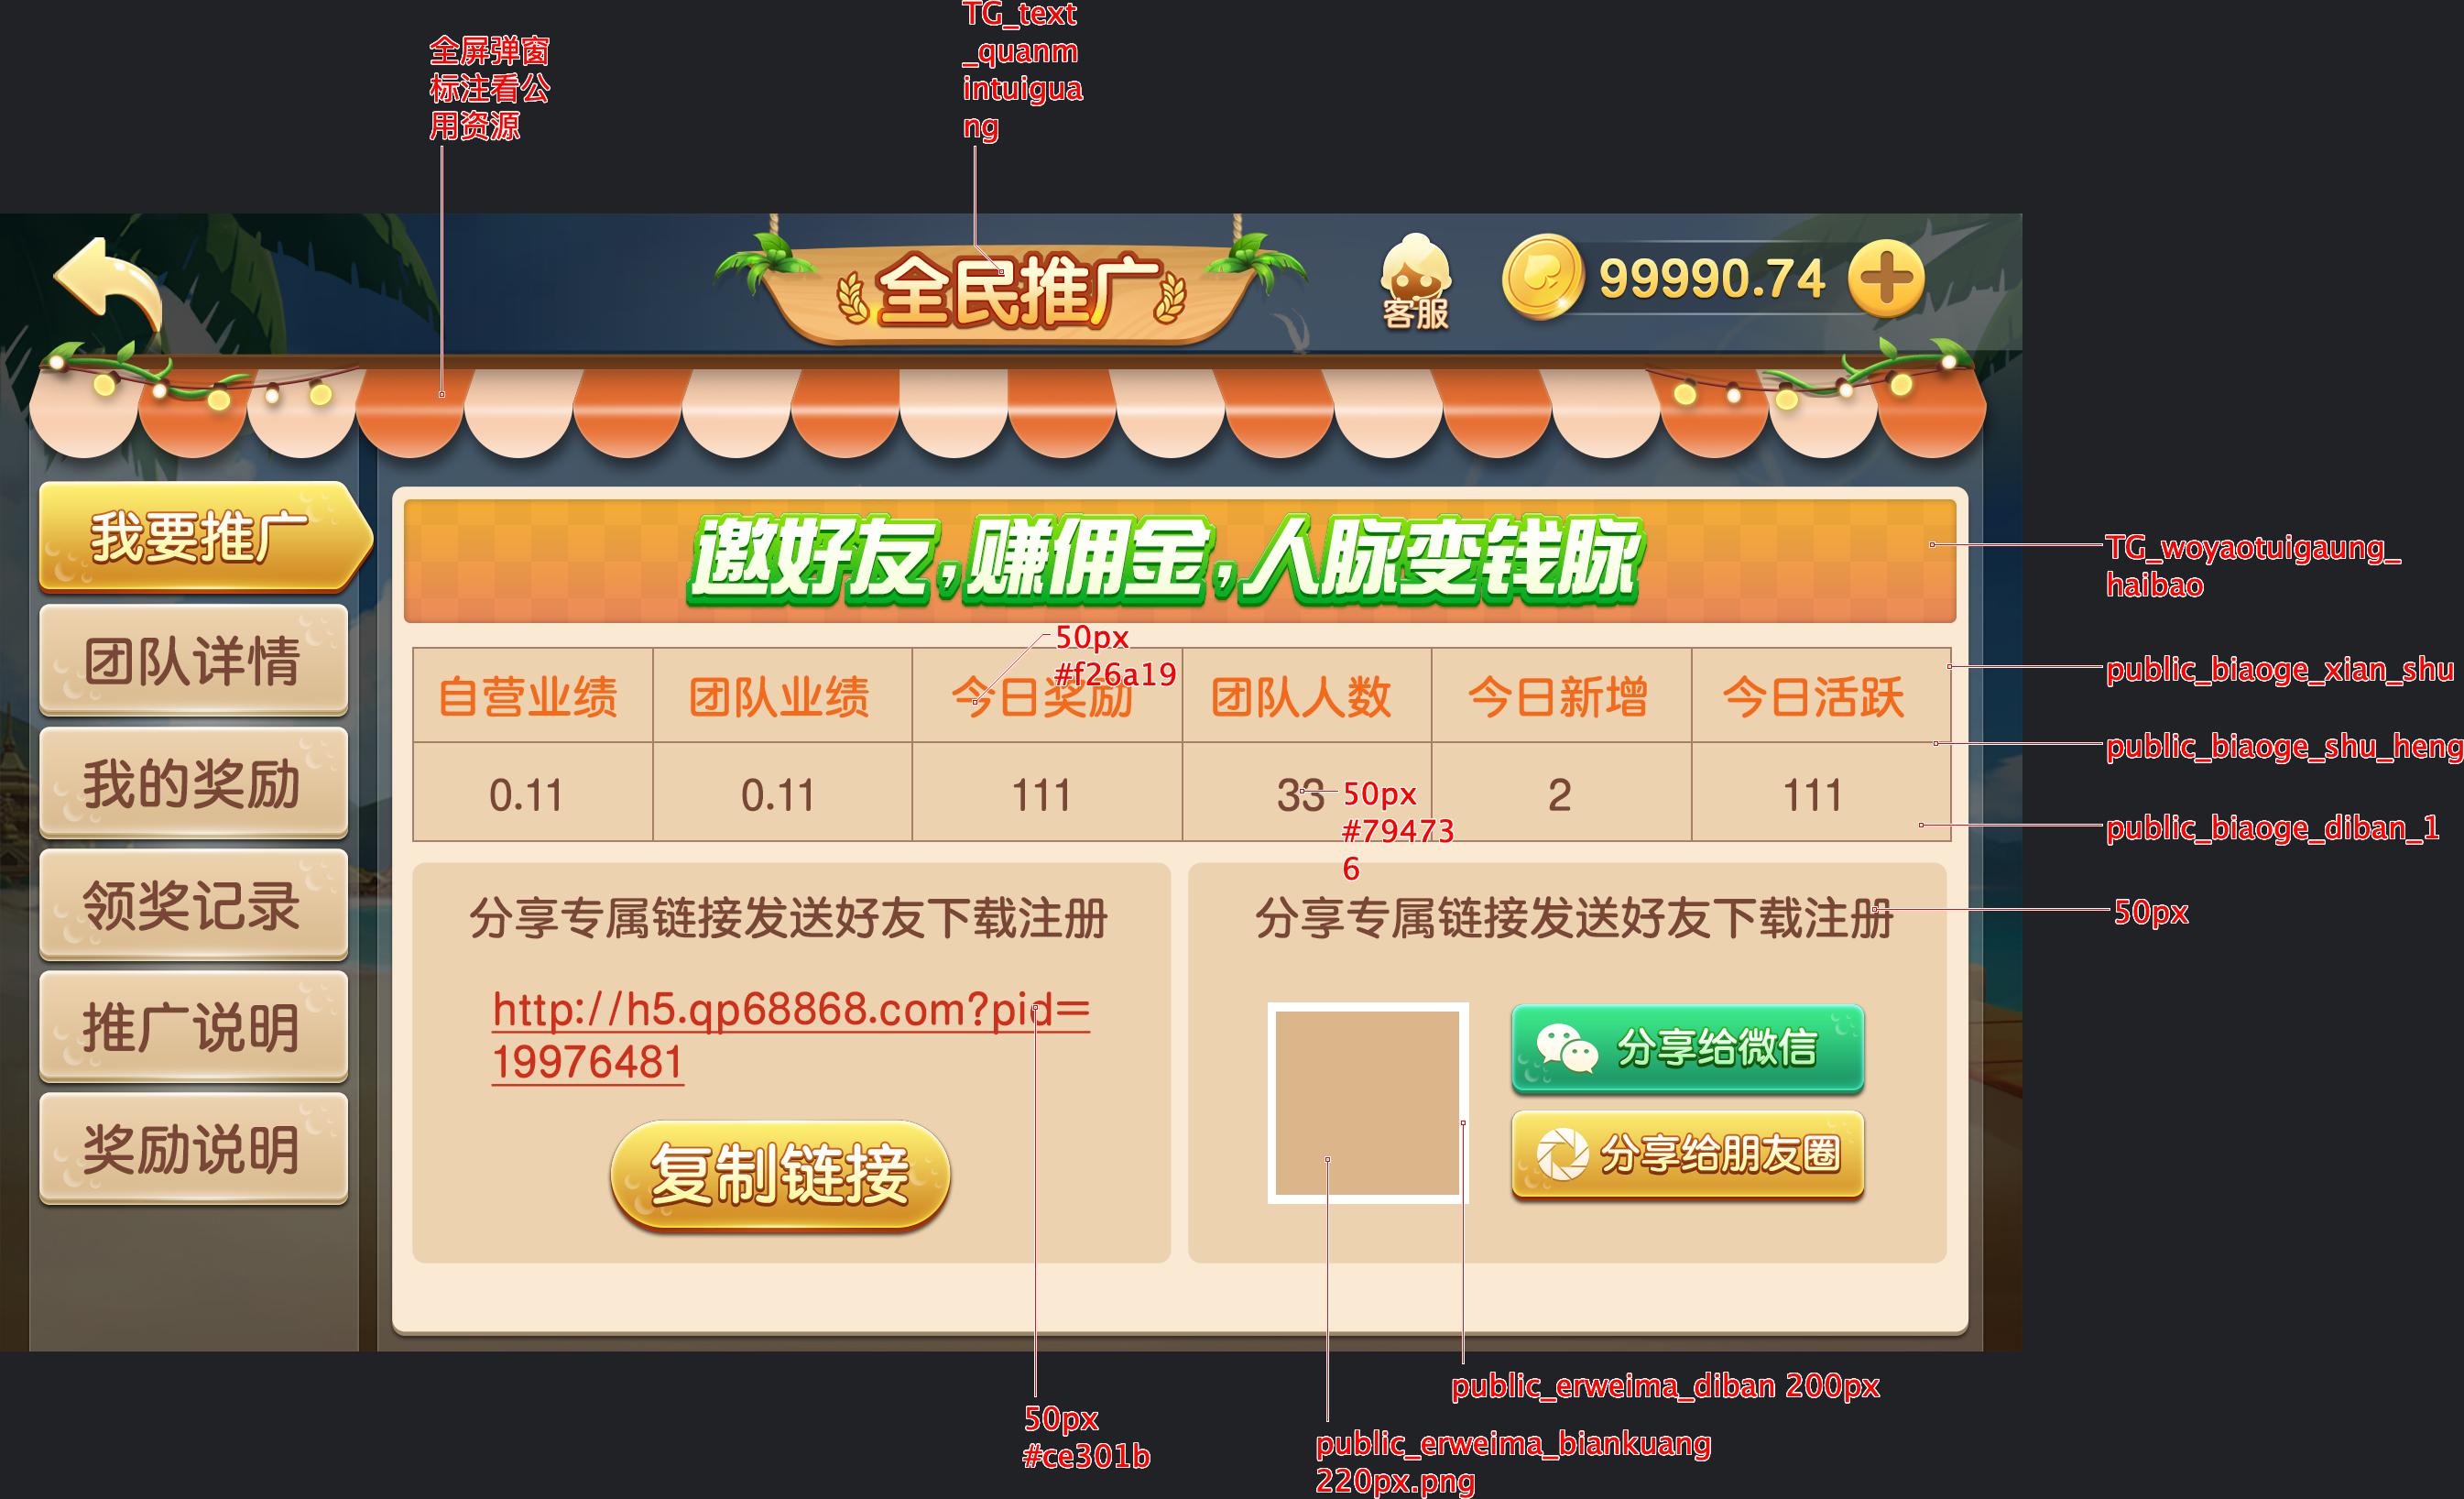 TG_text
_quanm
intuigua
ng
全屏弹窗
标注看公
用资源
全民推广
客服
99990.74
我要推广
团队详情
我的奖励
领奖记录
推广说明
奖励说明
邀好友,赚佣金,人脉变钱脉
TG_woyaotuigaung_
haibao
50px
#f26a19
自营业绩 团队业绩 今日奖励 团队人数 今日新增 今日活跃
public_biaoge_xian_shu
public_biaoge_shu_heng
0.11 0.11 111 33 2 111
50px
#79473
6
public_biaoge_diban_1
分享专属链接发送好友下载注册
http://h5.qp68868.com?pid=
19976481
复制链接
分享专属链接发送好友下载注册
50px
分享给微信
分享给朋友圈
50px
#ce301b
public_erweima_diban 200px
public_erweima_biankuang
220px.png